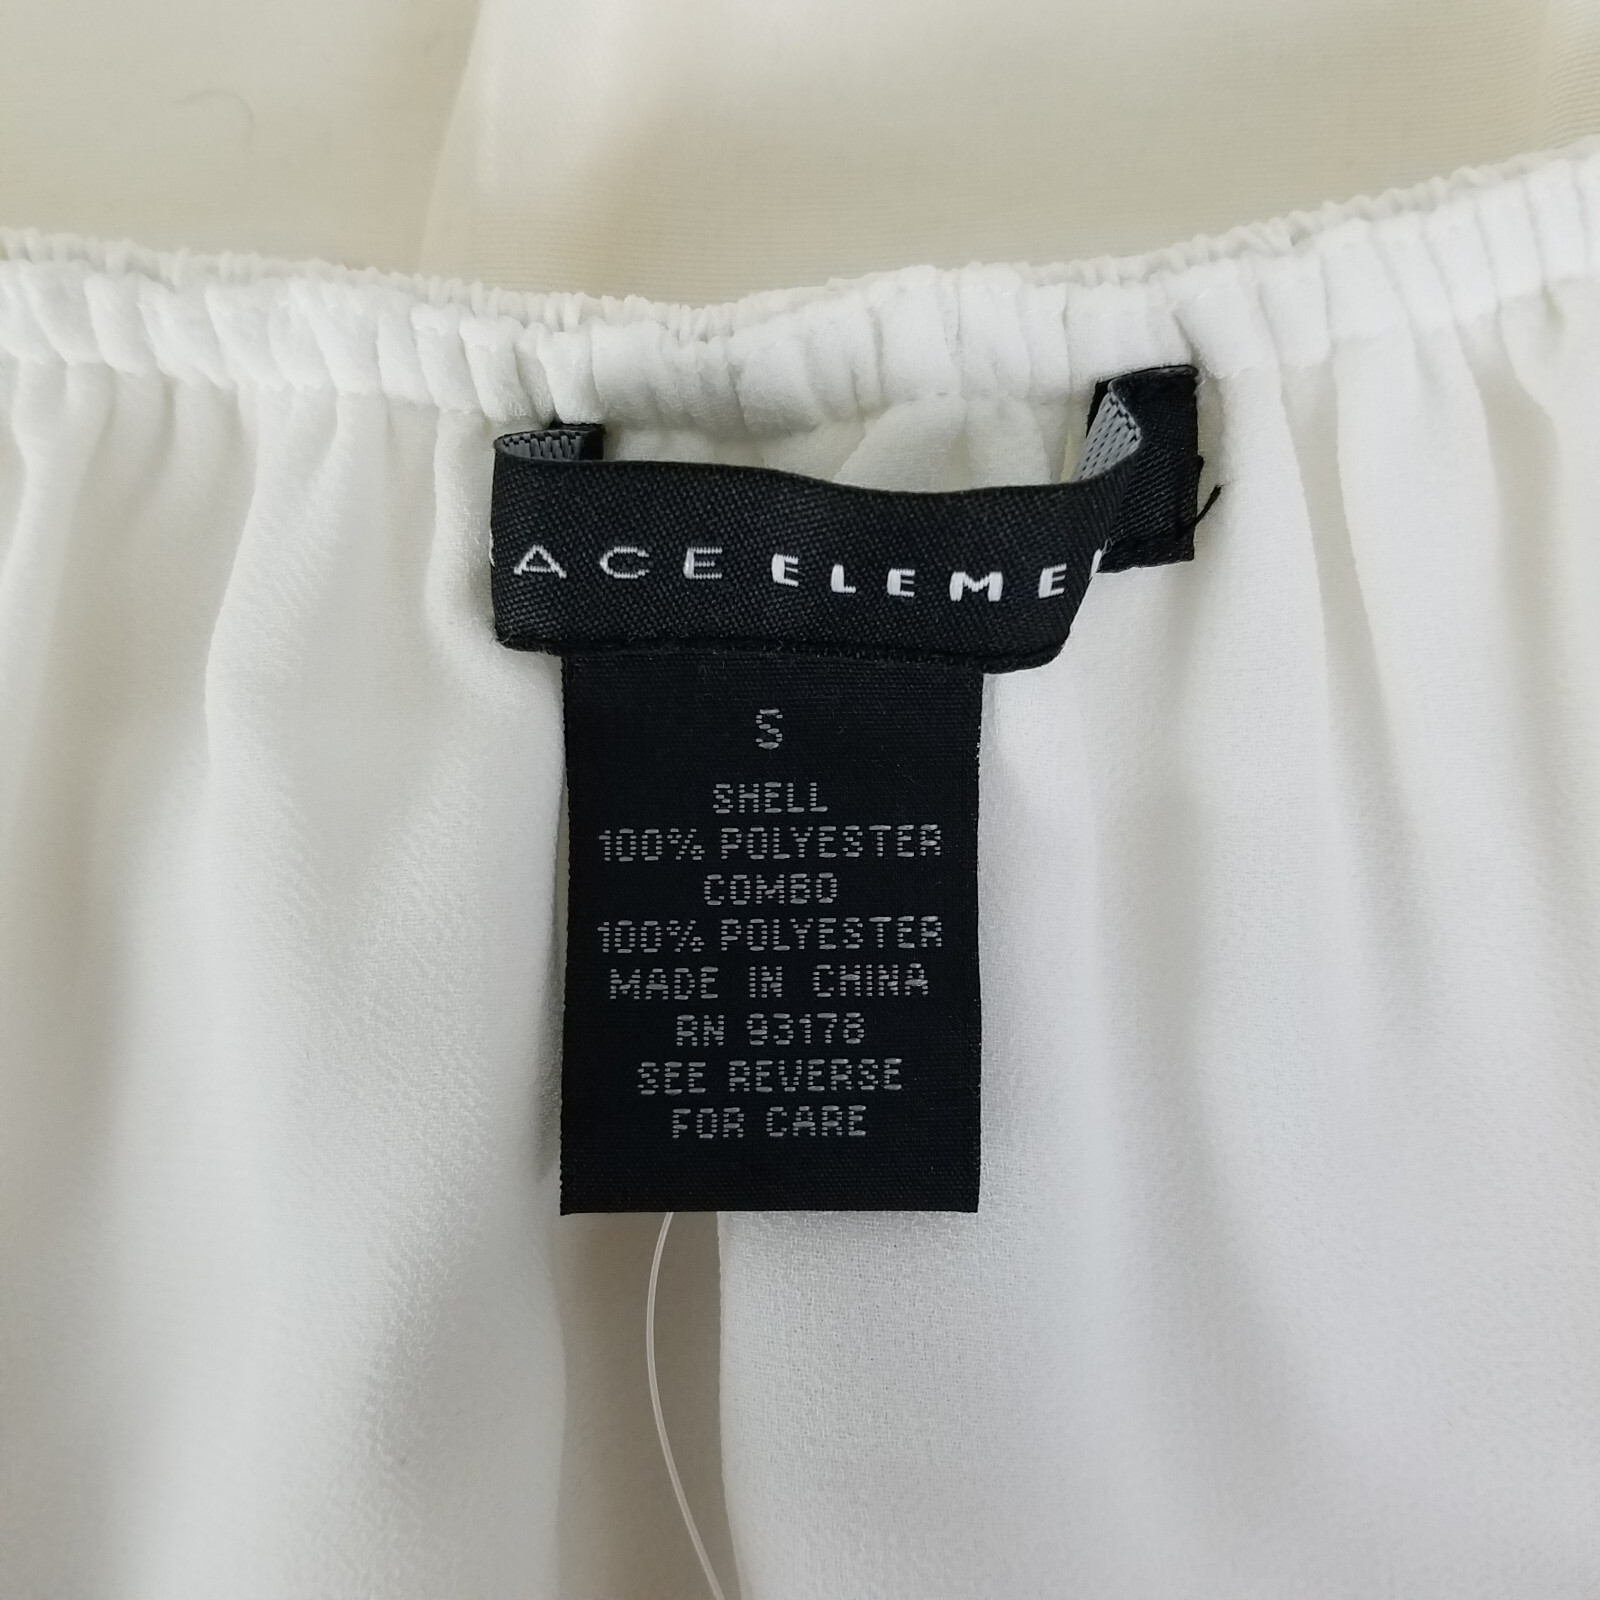 ACE ELEME
S
SHELL
100% POLYESTER
COMBO
100% POLYESTER
MADE IN CHINA
RN 93178
SEE REVERSE
FOR CARE